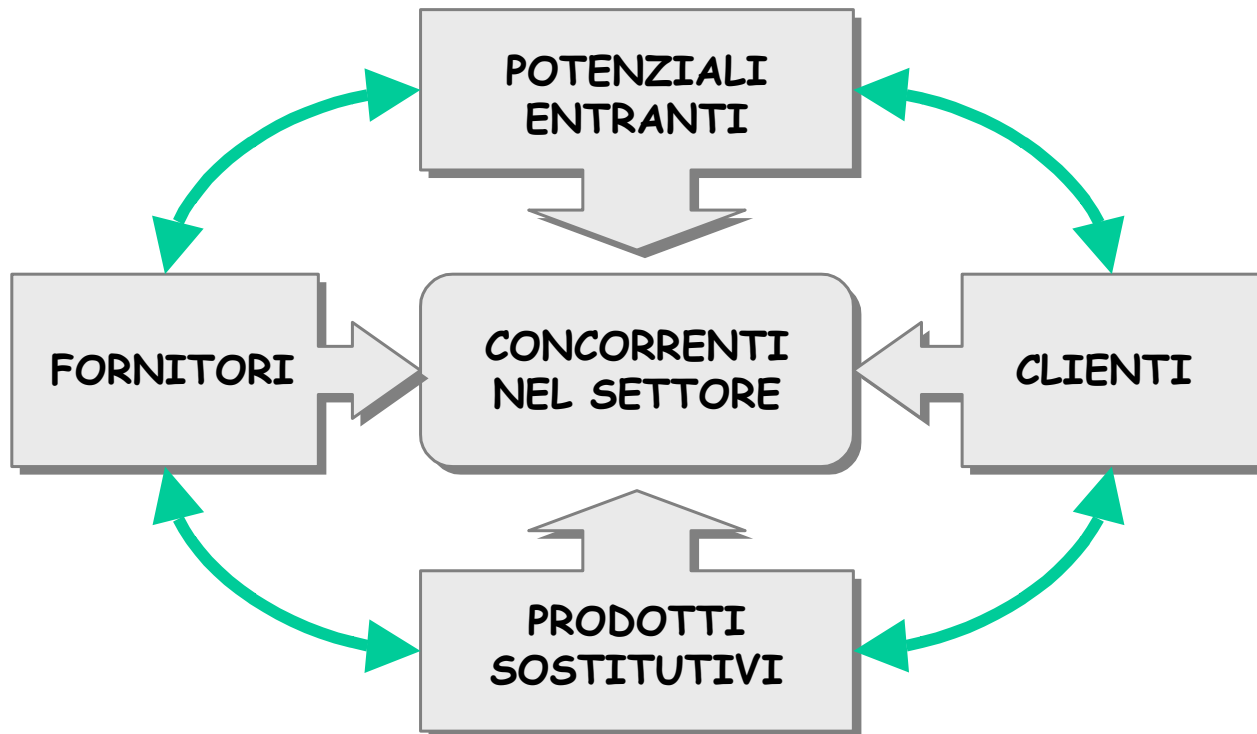 POTENZIALI
ENTRANTI
FORNITORI
CONCORRENTI
NEL SETTORE
CLIENTI
PRODOTTI
SOSTITUTIVI